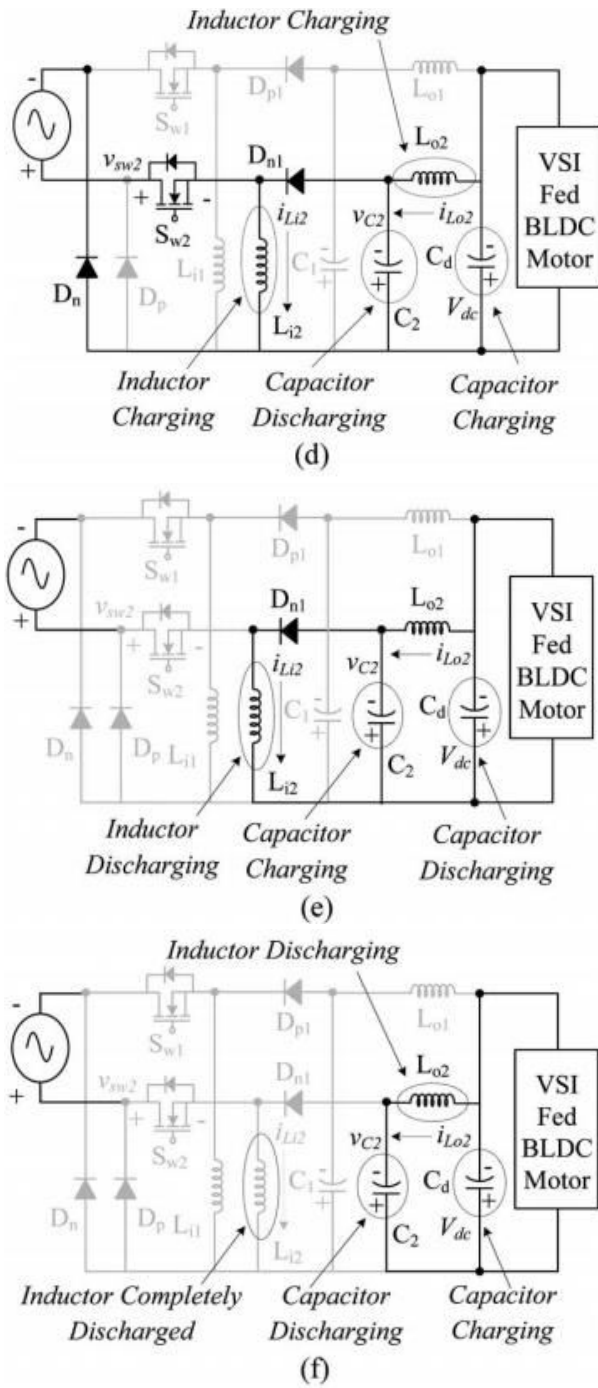 Inductor Charging
-
+
Sw1
Dp1
Lo1
vsw2
+
-
Sw2
Dn1
Lo2
VSI
Fed
BLDC
Motor
iLi2
vC2
iLo2
Dn
Dp
Li1
Li2
C1
-
+
C2
-
+
Cd
-
+
Vdc
Inductor
Charging
Capacitor
Discharging
Capacitor
Charging
(d)
-
+
Sw1
Dp1
Lo1
vsw2
+
-
Sw2
Dn1
Lo2
VSI
Fed
BLDC
Motor
iLi2
vC2
iLo2
Dn
Dp
Li1
Li2
C1
-
+
C2
-
+
Cd
-
+
Vdc
Inductor
Discharging
Capacitor
Charging
Capacitor
Discharging
(e)
Inductor Discharging
-
+
Sw1
Dp1
Lo1
vsw2
+
-
Sw2
Dn1
Lo2
VSI
Fed
BLDC
Motor
iLi2
vC2
iLo2
Dn
Dp
Li1
Li2
C1
-
+
C2
-
+
Cd
-
+
Vdc
Inductor Completely
Discharged
Capacitor
Discharging
Capacitor
Charging
(f)